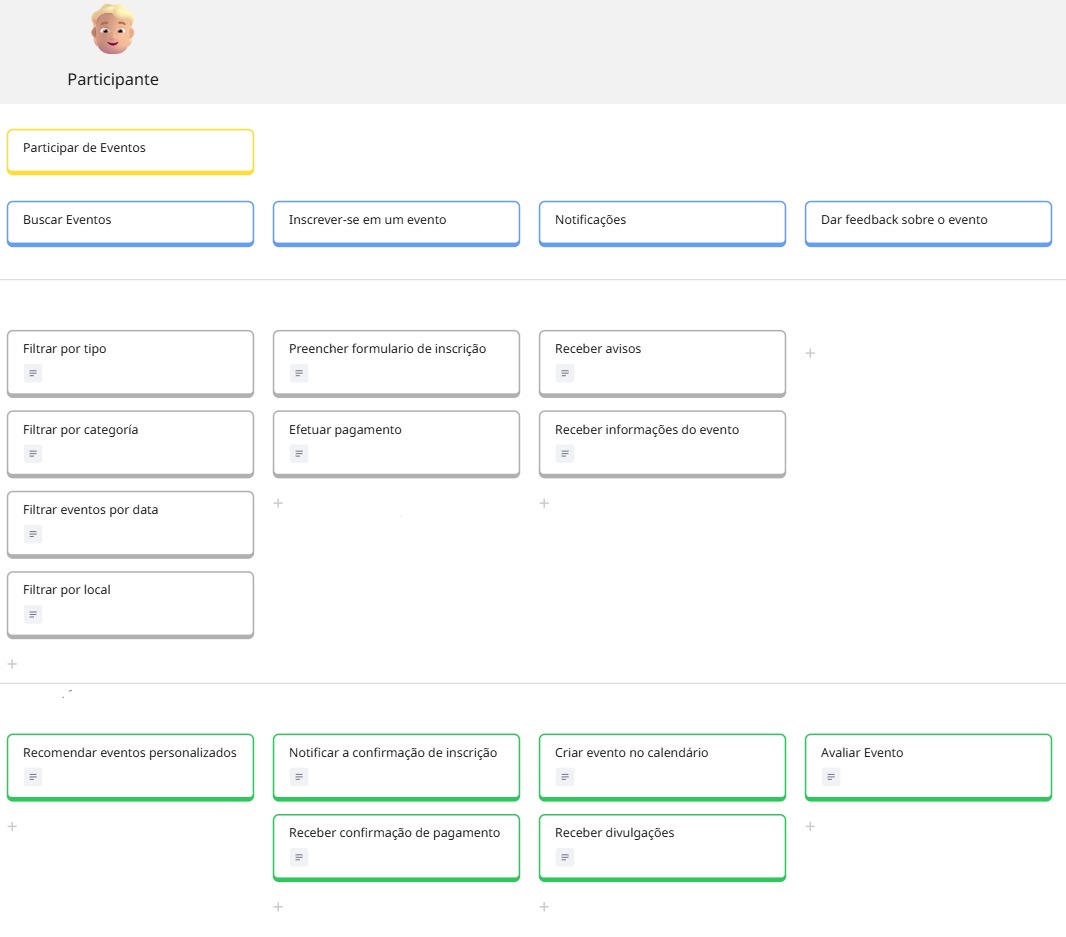 Participante
Participar de Eventos
Buscar Eventos
Inscrever-se em um evento
Notificações
Dar feedback sobre o evento
Filtrar por tipo
Preencher formulario de inscrição
Receber avisos
Filtrar por categoría
Efetuar pagamento
Receber informações do evento
Filtrar eventos por data
Filtrar por local
Recomendar eventos personalizados
Notificar a confirmação de inscrição
Criar evento no calendário
Avaliar Evento
Receber confirmação de pagamento
Receber divulgações